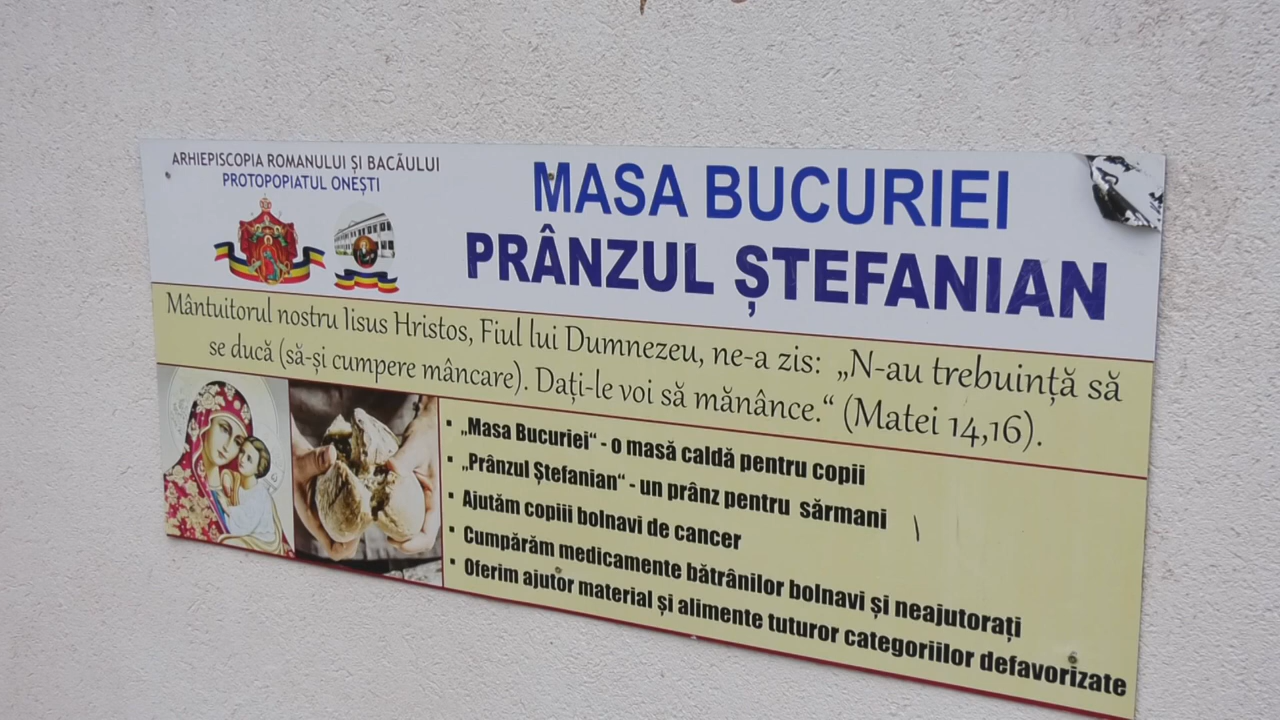 ARHIEPISCOPIA ROMANULUI ȘI BACĂULUI
PROTOPOPIATUL ONEȘTI
MASA BUCURIEI
PRÂNZUL ȘTEFANIAN
Mântuitorul nostru Iisus Hristos, Fiul lui Dumnezeu, ne-a zis: „N-au trebuință să
se ducă (să-și cumpere mâncare). Dați-le voi să mănânce.“ (Matei 14,16).
▪ „Masa Bucuriei“ - o masă caldă pentru copii
▪ „Prânzul Ștefanian“ - un prânz pentru sărmani
▪ Ajutăm copiii bolnavi de cancer
▪ Cumpărăm medicamente bătrânilor bolnavi și neajutorați
▪ Oferim ajutor material și alimente tuturor categoriilor defavorizate